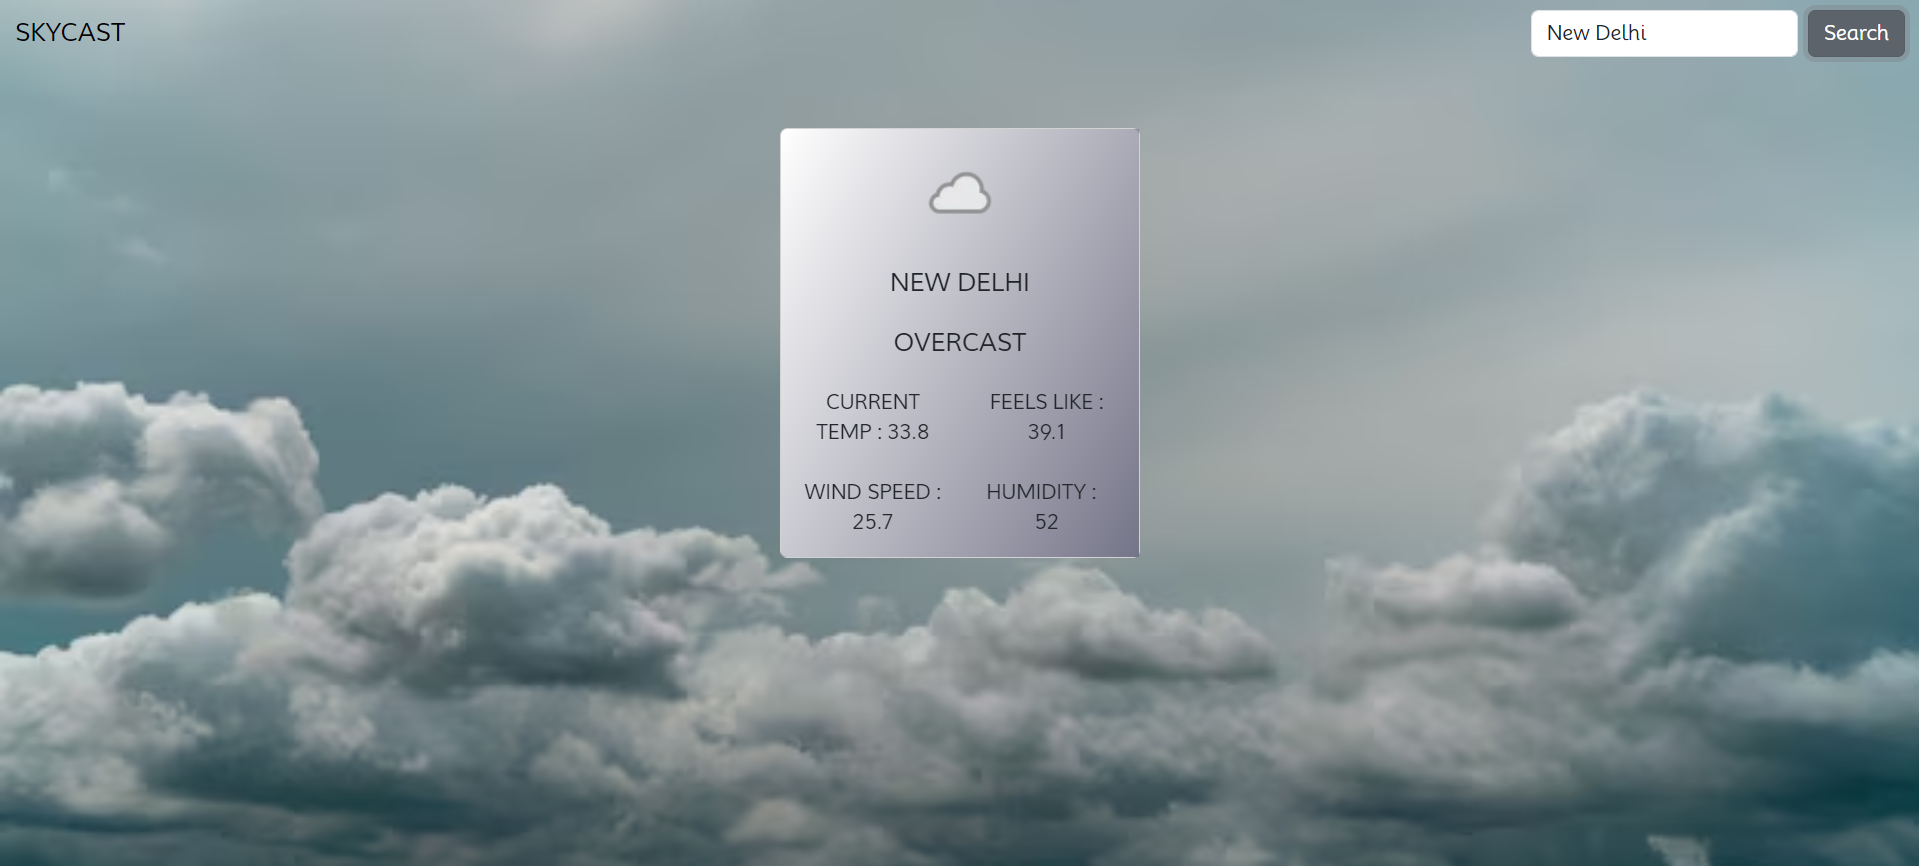 SKYCAST
New Delhi
Search
NEW DELHI
OVERCAST
CURRENT
TEMP : 33.8
FEELS LIKE :
39.1
WIND SPEED :
25.7
HUMIDITY :
52